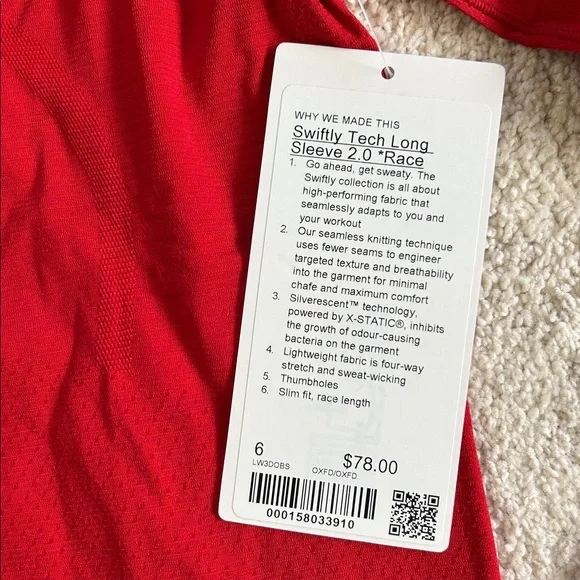 WHY WE MADE THIS
Swiftly Tech Long
Sleeve 2.0 *Race
1. Go ahead, get sweaty. The
Swiftly collection is all about
high-performing fabric that
seamlessly adapts to you and
your workout
2. Our seamless knitting technique
uses fewer seams to engineer
targeted texture and breathability
into the garment for minimal
chafe and maximum comfort
3. Silverescent™ technology,
powered by X-STATIC®, inhibits
the growth of odour-causing
bacteria on the garment
4. Lightweight fabric is four-way
stretch and sweat-wicking
5. Thumbholes
6. Slim fit, race length
6 $78.00
LW3DOBS OXFD/OXFD
000158033910